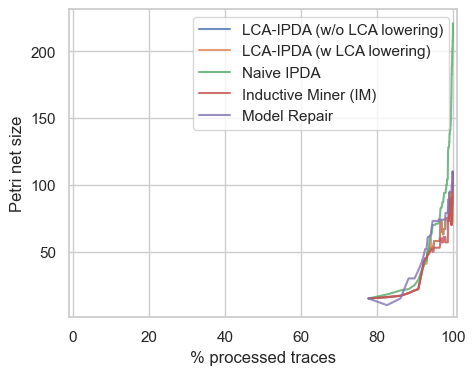 LCA-IPDA (w/o LCA lowering)
LCA-IPDA (w LCA lowering)
Naive IPDA
Inductive Miner (IM)
Model Repair
Petri net size
200
150
100
50
0 20 40 60 80 100
% processed traces